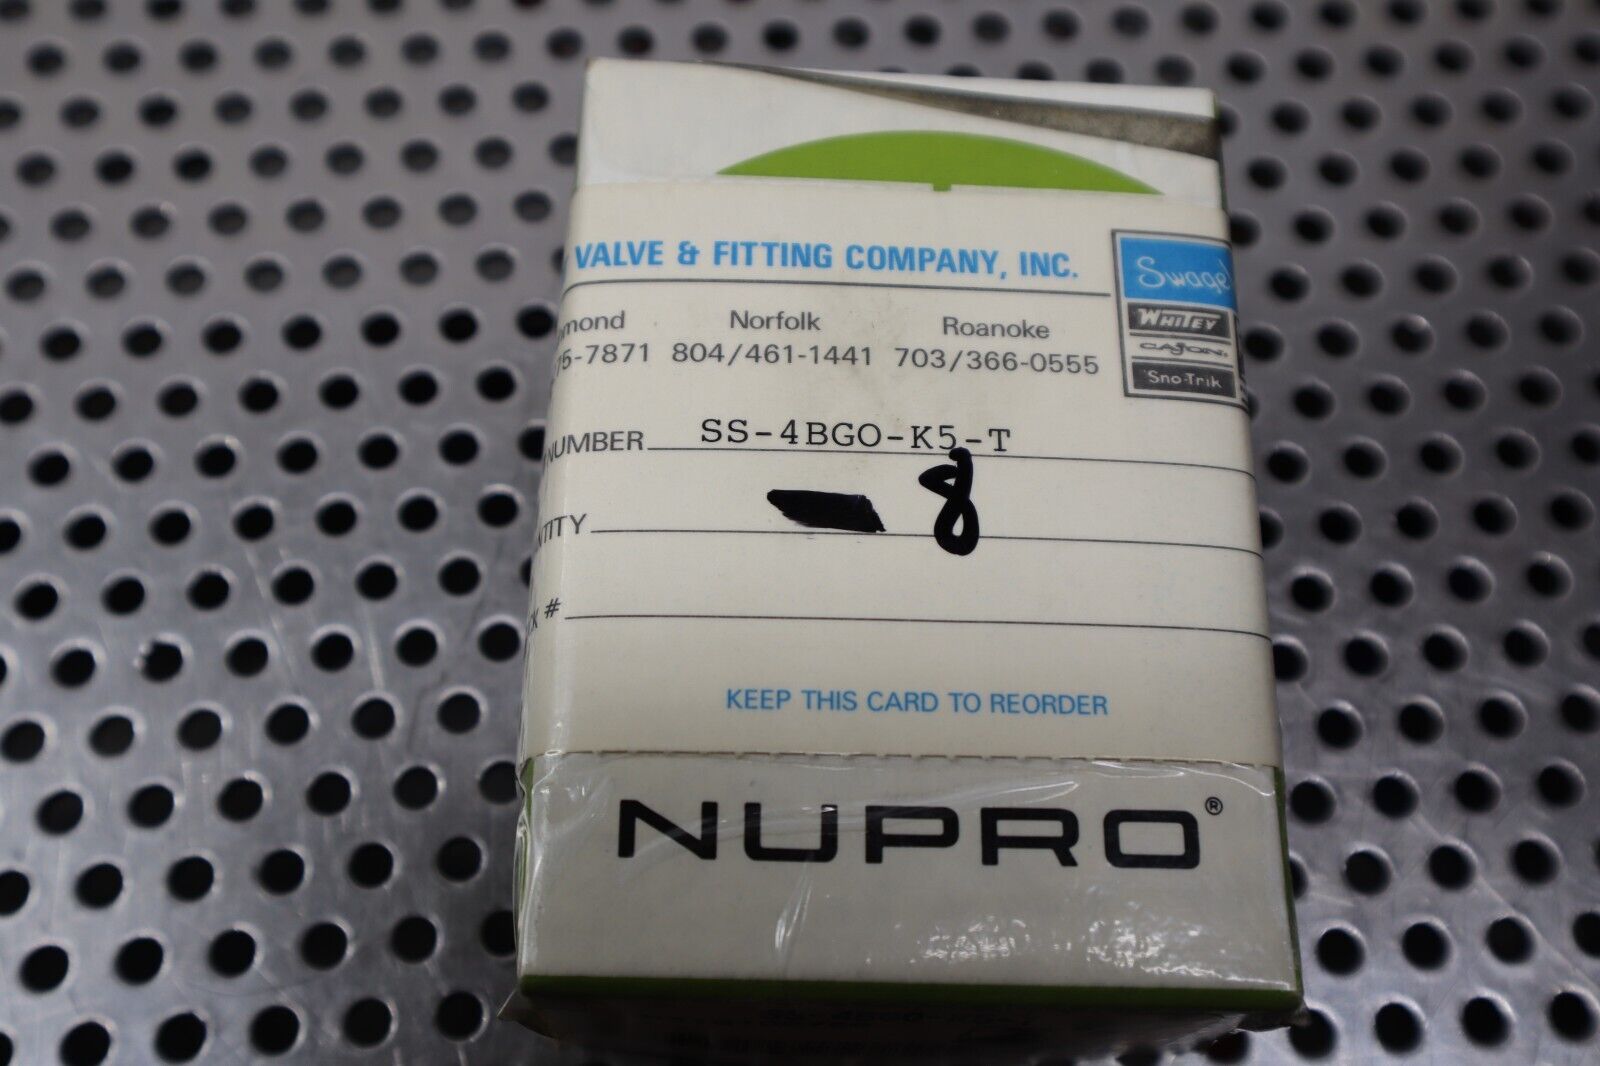 VALVE & FITTING COMPANY, INC.
Swage
WHITEY
CAJON
Sno-Trik
mond Norfolk Roanoke
75-7871 804/461-1441 703/366-0555
NUMBER SS-4BGO-K5-T
NTITY 8
#
KEEP THIS CARD TO REORDER
NUPRO®